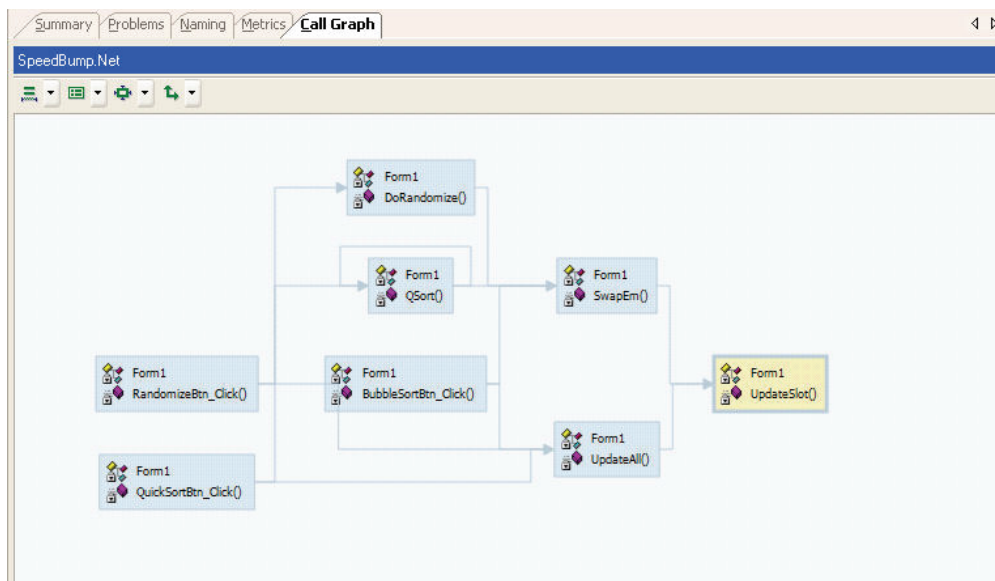 Summary Problems Naming Metrics Call Graph
SpeedBump.Net
Form1
DoRandomize()
Form1
QSort()
Form1
SwapEm()
Form1
RandomizeBtn_Click()
Form1
BubbleSortBtn_Click()
Form1
UpdateSlot()
Form1
UpdateAll()
Form1
QuickSortBtn_Click()